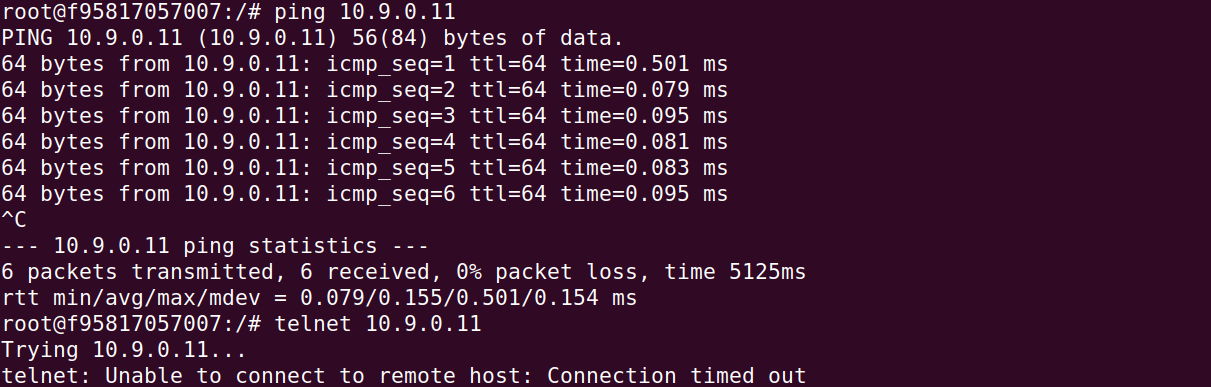 root@f95817057007:/# ping 10.9.0.11
PING 10.9.0.11 (10.9.0.11) 56(84) bytes of data.
64 bytes from 10.9.0.11: icmp_seq=1 ttl=64 time=0.501 ms
64 bytes from 10.9.0.11: icmp_seq=2 ttl=64 time=0.079 ms
64 bytes from 10.9.0.11: icmp_seq=3 ttl=64 time=0.095 ms
64 bytes from 10.9.0.11: icmp_seq=4 ttl=64 time=0.081 ms
64 bytes from 10.9.0.11: icmp_seq=5 ttl=64 time=0.083 ms
64 bytes from 10.9.0.11: icmp_seq=6 ttl=64 time=0.095 ms
^C
--- 10.9.0.11 ping statistics ---
6 packets transmitted, 6 received, 0% packet loss, time 5125ms
rtt min/avg/max/mdev = 0.079/0.155/0.501/0.154 ms
root@f95817057007:/# telnet 10.9.0.11
Trying 10.9.0.11...
telnet: Unable to connect to remote host: Connection timed out